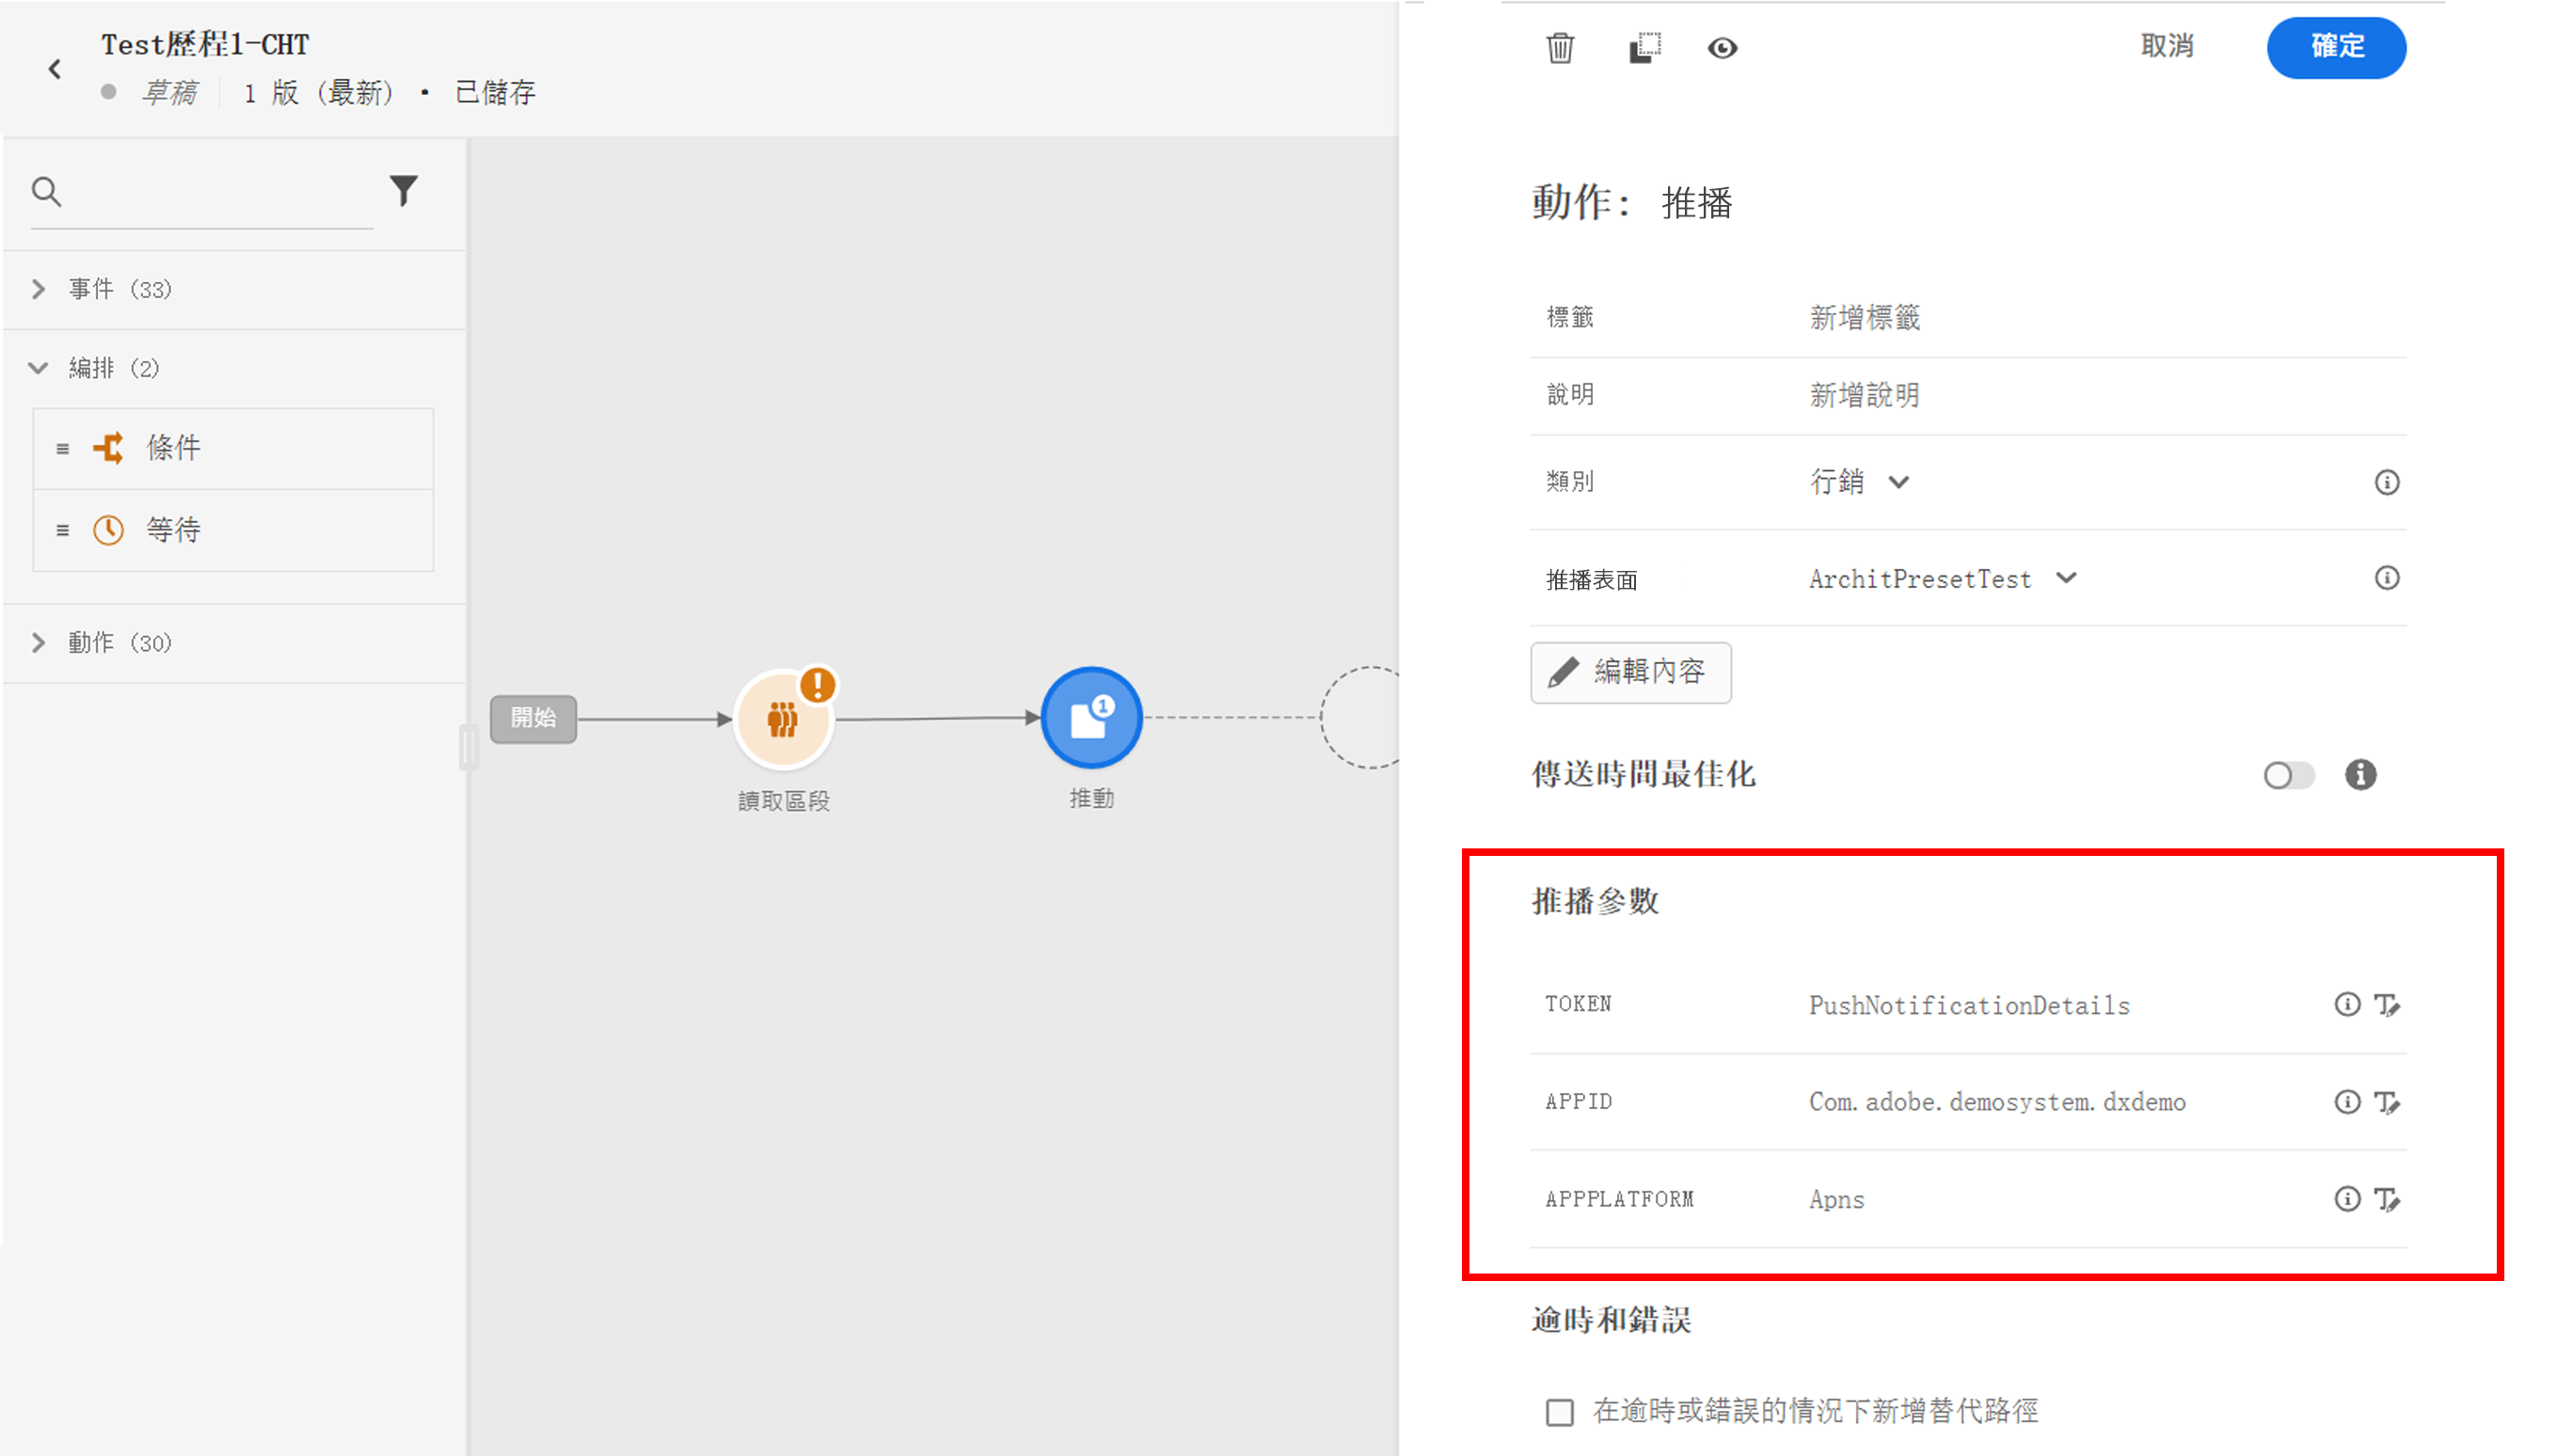 Test歷程1-CHT
草稿 1 版 (最新) • 已儲存
事件 (33)
編排 (2)
條件
等待
動作 (30)
開始
讀取區段
1
推動
取消 確定
動作: 推播
標籤 新增標籤
說明 新增說明
類別 行銷
推播表面 ArchitPresetTest
編輯內容
傳送時間最佳化
推播參數
TOKEN PushNotificationDetails
APPID Com.adobe.demosystem.dxdemo
APPPLATFORM Apns
逾時和錯誤
在逾時或錯誤的情況下新增替代路徑